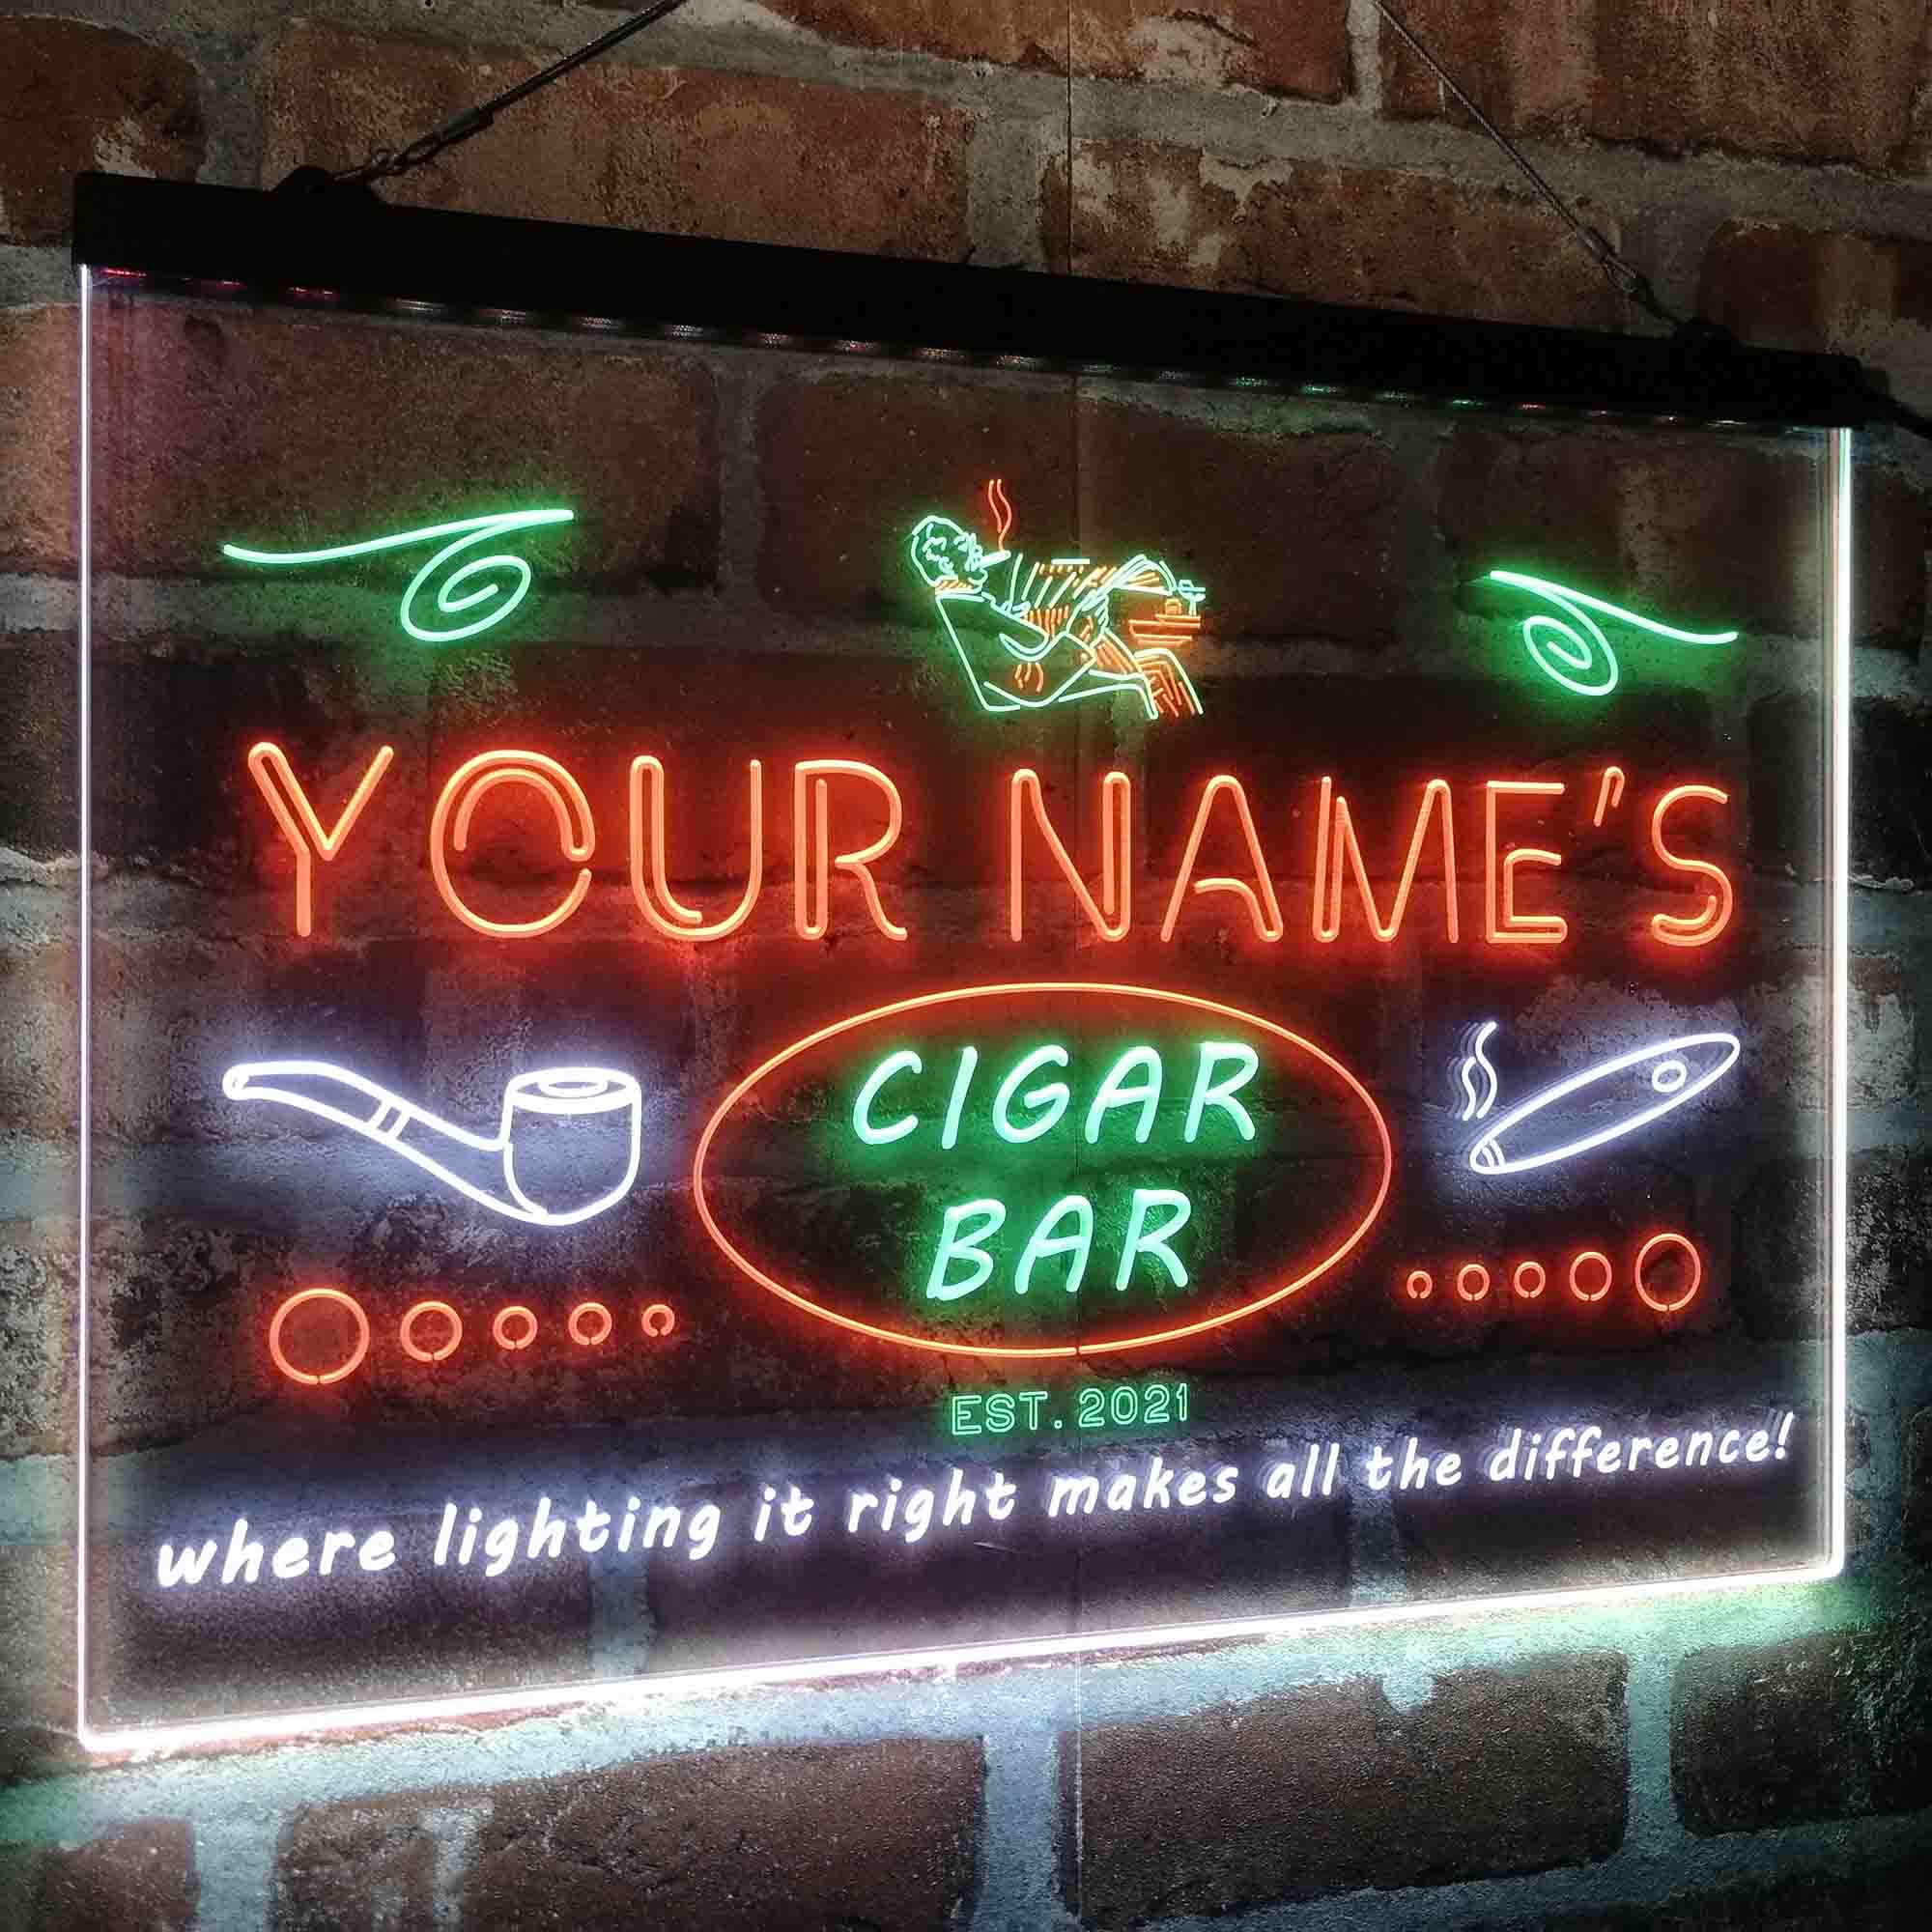 YOUR NAME'S
CIGAR
BAR
EST. 2021
where lighting it right makes all the difference!